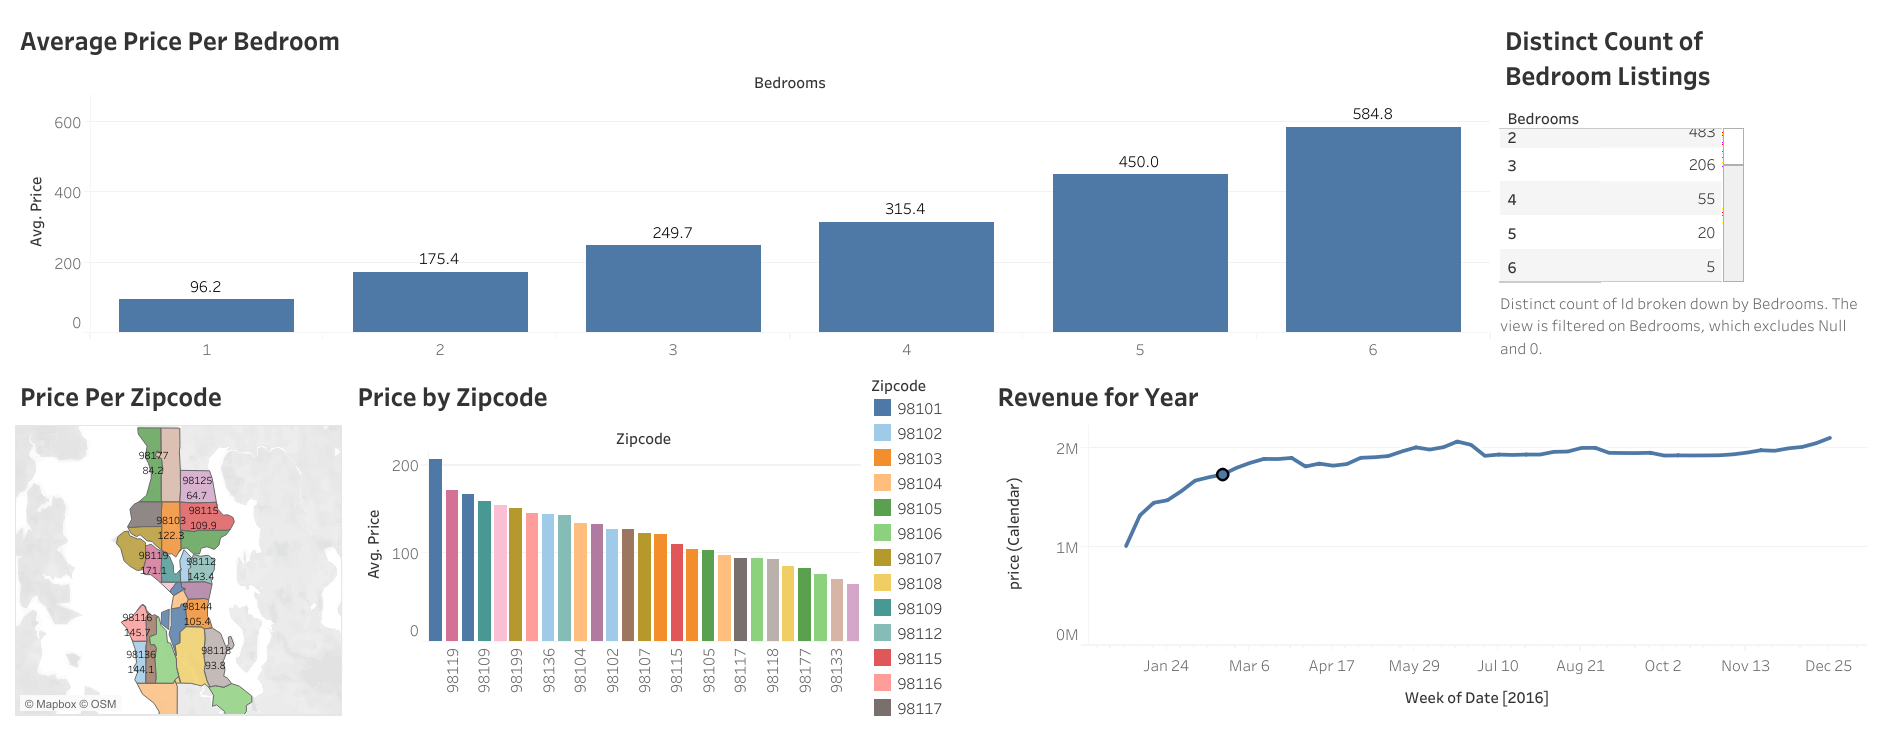 Average Price Per Bedroom
Bedrooms
Avg. Price
600
400
200
0
96.2
175.4
249.7
315.4
450.0
584.8
1
2
3
4
5
6
Distinct Count of
Bedroom Listings
Bedrooms
2 483
3 206
4 55
5 20
6 5
Distinct count of Id broken down by Bedrooms. The
view is filtered on Bedrooms, which excludes Null
and 0.
Price Per Zipcode
98177
84.2
98125
64.7
98115
109.9
98103
122.3
98119
171.1
98112
143.4
98144
105.4
98116
145.7
98136
144.1
98118
93.8
© Mapbox © OSM
Price by Zipcode
Zipcode
Avg. Price
200
100
0
98119
98109
98199
98136
98104
98102
98107
98115
98105
98117
98118
98177
98133
Zipcode
98101
98102
98103
98104
98105
98106
98107
98108
98109
98112
98115
98116
98117
Revenue for Year
price (Calendar)
2M
1M
0M
Jan 24
Mar 6
Apr 17
May 29
Jul 10
Aug 21
Oct 2
Nov 13
Dec 25
Week of Date [2016]